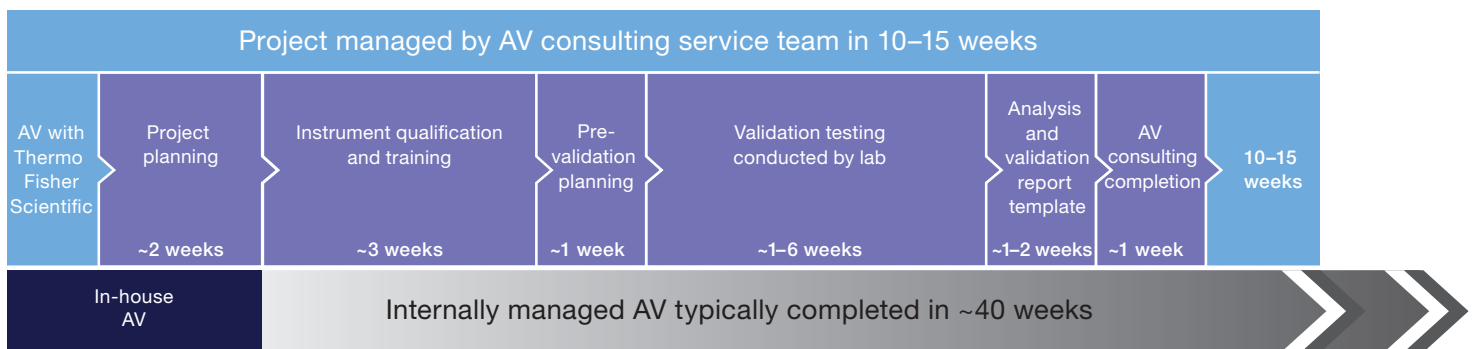 Project managed by AV consulting service team in 10–15 weeks
AV with
Thermo
Fisher
Scientific
Project
planning
~2 weeks
Instrument qualification
and training
~3 weeks
Pre-
validation
planning
~1 week
Validation testing
conducted by lab
~1–6 weeks
Analysis
and
validation
report
template
~1–2 weeks
AV
consulting
completion
~1 week
10–15
weeks
In-house
AV
Internally managed AV typically completed in ~40 weeks